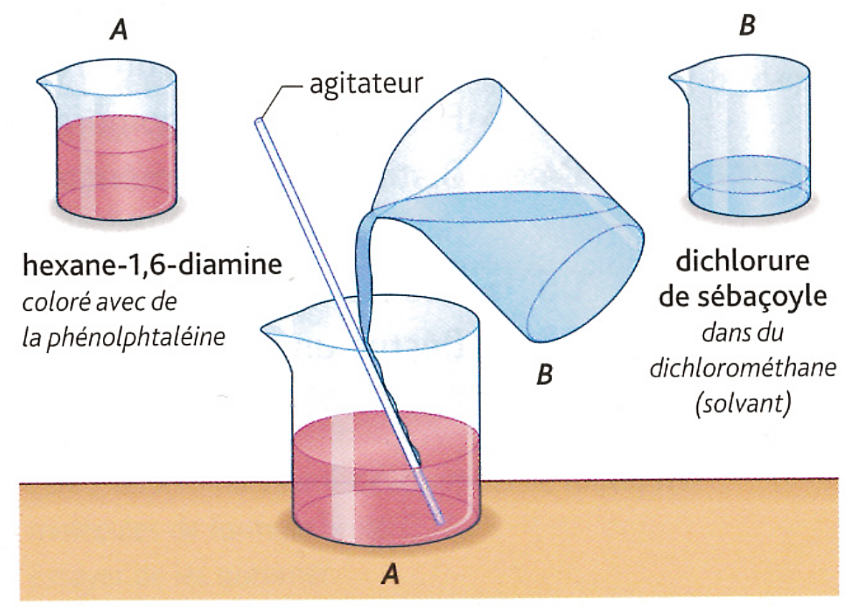 A
B
agitateur
hexane-1,6-diamine
coloré avec de
la phénolphtaléine
dichlorure
de sébaçoyle
dans du
dichlorométhane
(solvant)
B
A